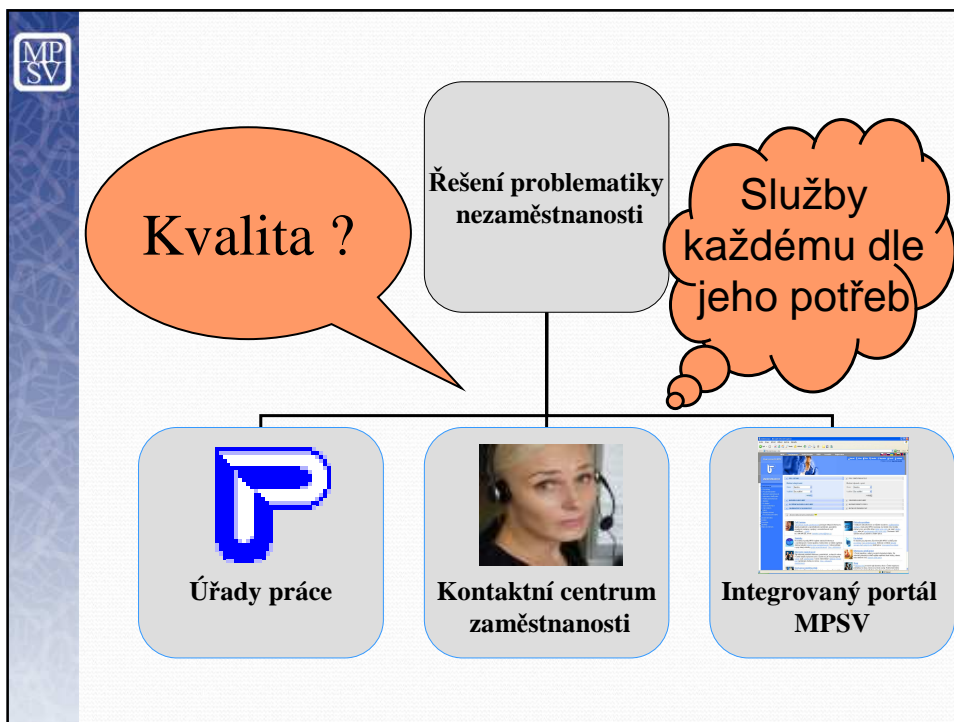 MP
SV
Řešení problematiky
nezaměstnanosti
Kvalita ?
Služby
každému dle
jeho potřeb
Úřady práce
Kontaktní centrum
zaměstnanosti
Integrovaný portál
MPSV